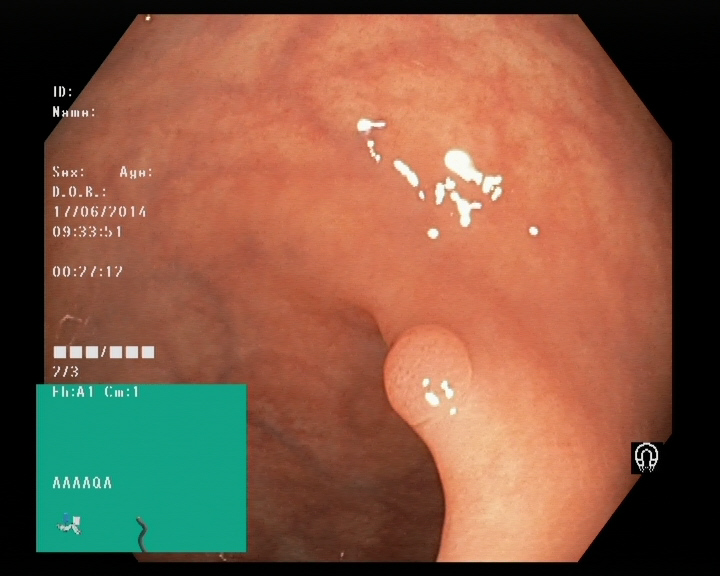 ID:
Name:
Sex: Age:
D.O.B.:
17/06/2014
09:33:51
00:27:12
■■■/■■■
2/3
Eh:A1 Cm:1
AAAAQA